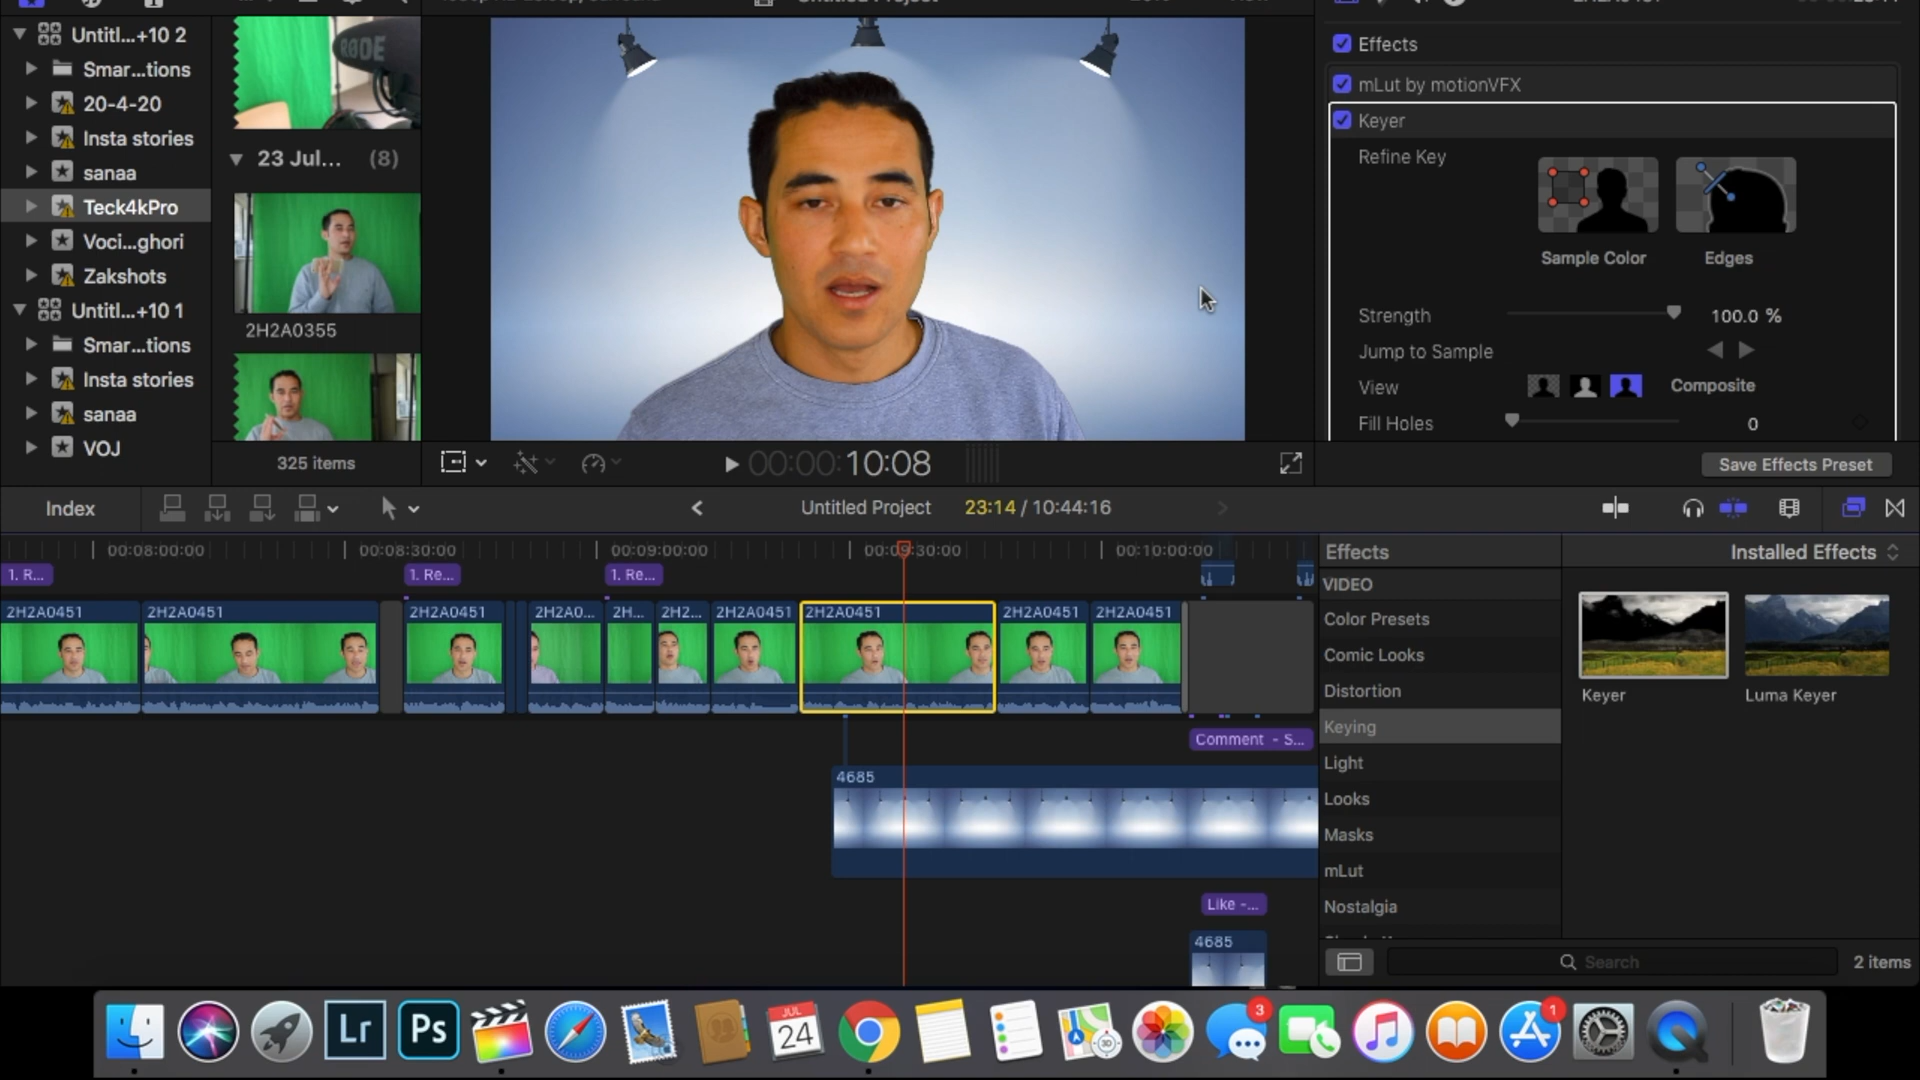 Untitl...+10 2
Smar...tions
20-4-20
Insta stories
sanaa
Teck4kPro
Voci...ghori
Zakshots
Untitl...+10 1
Smar...tions
Insta stories
sanaa
VOJ
RØDE
23 Jul... (8)
2H2A0355
325 items
Untitled Project
00:00:00:10:08
Effects
mLut by motionVFX
Keyer
Refine Key
Sample Color
Edges
Strength 100.0 %
Jump to Sample
View Composite
Fill Holes 0
Save Effects Preset
Index
Untitled Project 23:14 / 10:44:16
00:08:00:00 00:08:30:00 00:09:00:00 00:09:30:00 00:10:00:00
1. R... 1. Re... 1. Re...
2H2A0451 2H2A0451 2H2A0451 2H2A0... 2H... 2H2... 2H2A0451 2H2A0451 2H2A0451 2H2A0451
Comment - S...
4685
Like -...
4685
Effects
Installed Effects
VIDEO
Color Presets
Comic Looks
Distortion
Keying
Light
Looks
Masks
mLut
Nostalgia
Keyer
Luma Keyer
Search
2 items
Lr
Ps
JUL
24
3D
3
1